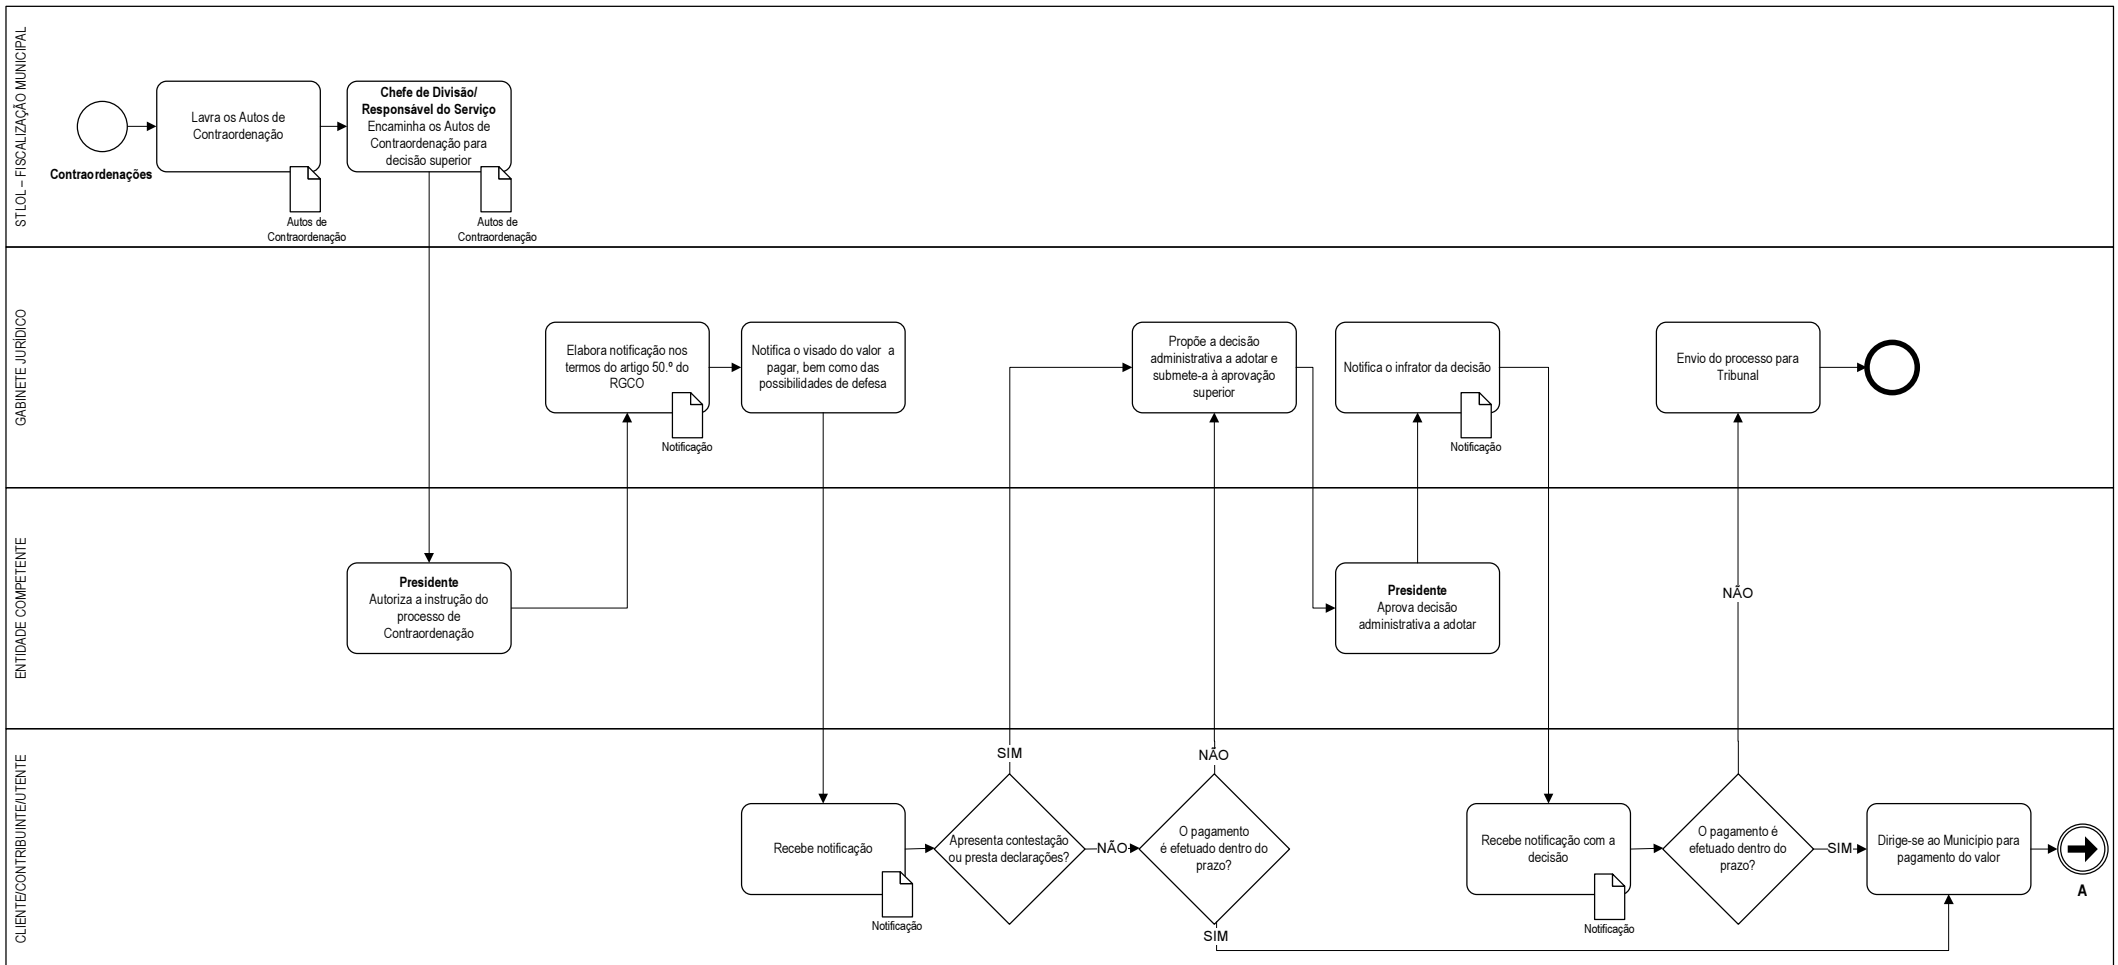 STLOL – FISCALIZAÇÃO MUNICIPAL
Contraordenações
Lavra os Autos de
Contraordenação
Autos de
Contraordenação
Chefe de Divisão/
Responsável do Serviço
Encaminha os Autos de
Contraordenação para
decisão superior
Autos de
Contraordenação
GABINETE JURÍDICO
Elabora notificação nos
termos do artigo 50.º do
RGCO
Notificação
Notifica o visado do valor a
pagar, bem como das
possibilidades de defesa
Propõe a decisão
administrativa a adotar e
submete-a à aprovação
superior
Notifica o infrator da decisão
Notificação
Envio do processo para
Tribunal
ENTIDADE COMPETENTE
Presidente
Autoriza a instrução do
processo de
Contraordenação
Presidente
Aprova decisão
administrativa a adotar
NÃO
CLIENTE/CONTRIBUINTE/UTENTE
Recebe notificação
Notificação
SIM
Apresenta contestação
ou presta declarações?
NÃO
NÃO
O pagamento
é efetuado dentro do
prazo?
SIM
Recebe notificação com a
decisão
Notificação
O pagamento é
efetuado dentro do
prazo?
SIM
Dirige-se ao Município para
pagamento do valor
A